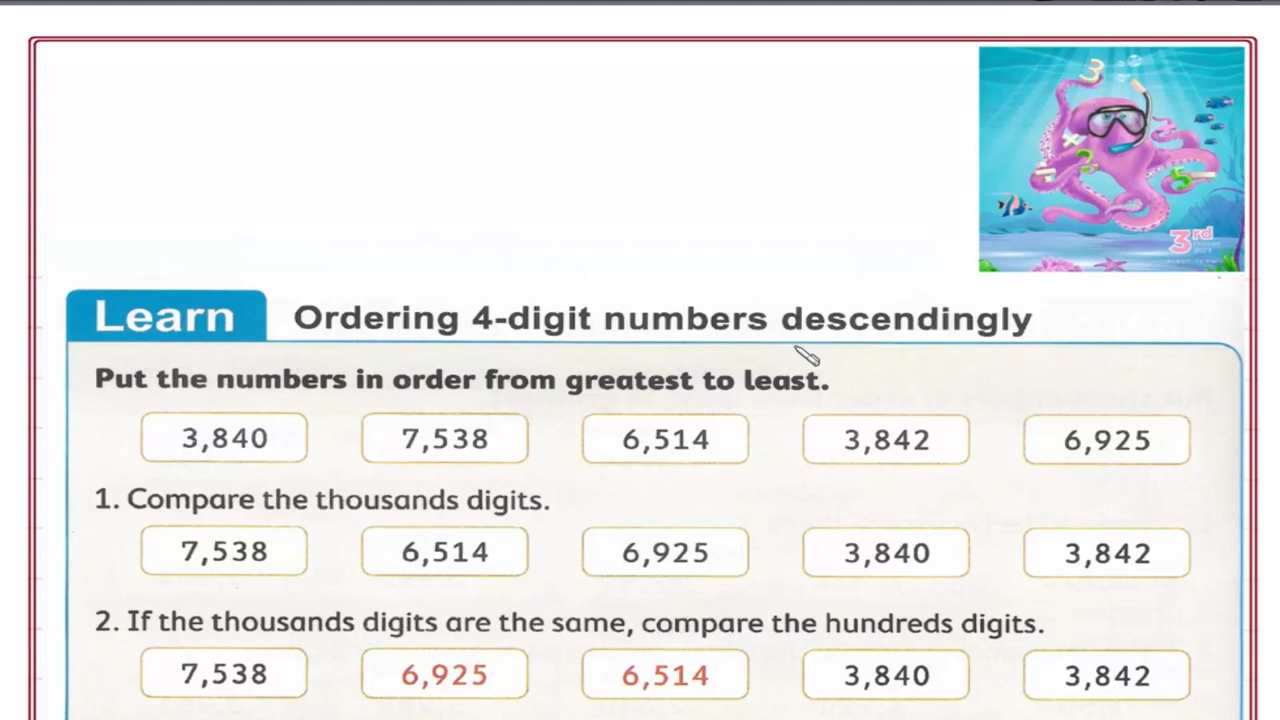 3rd
Learn Ordering 4-digit numbers descendingly
Put the numbers in order from greatest to least.
3,840 7,538 6,514 3,842 6,925
1. Compare the thousands digits.
7,538 6,514 6,925 3,840 3,842
2. If the thousands digits are the same, compare the hundreds digits.
7,538 6,925 6,514 3,840 3,842